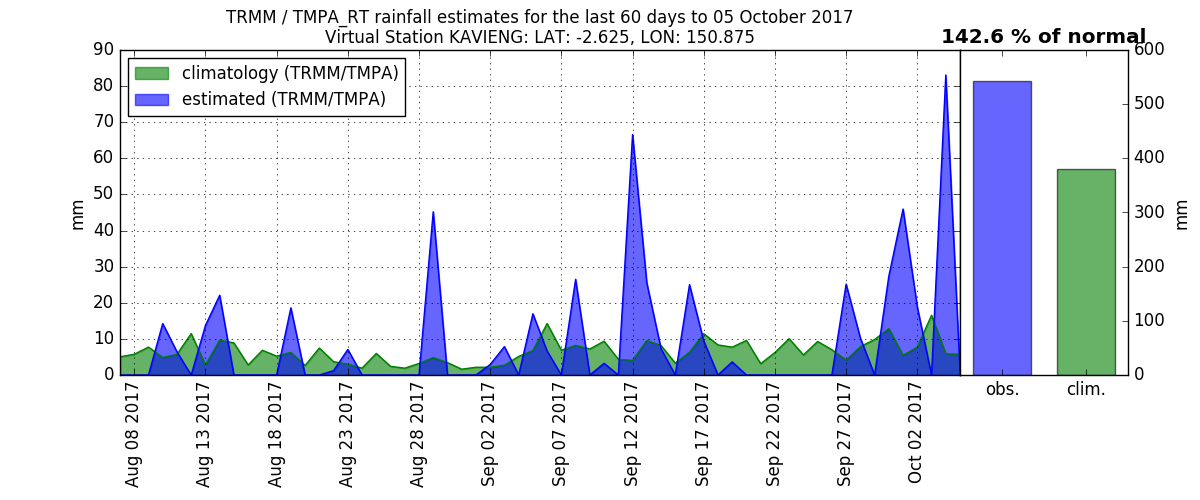 TRMM / TMPA_RT rainfall estimates for the last 60 days to 05 October 2017
Virtual Station KAVIENG: LAT: -2.625, LON: 150.875
142.6 % of normal
climatology (TRMM/TMPA)
estimated (TRMM/TMPA)
90
80
70
60
50
40
30
20
10
0
mm
Aug 08 2017
Aug 13 2017
Aug 18 2017
Aug 23 2017
Aug 28 2017
Sep 02 2017
Sep 07 2017
Sep 12 2017
Sep 17 2017
Sep 22 2017
Sep 27 2017
Oct 02 2017
obs.
clim.
600
500
400
300
200
100
0
mm